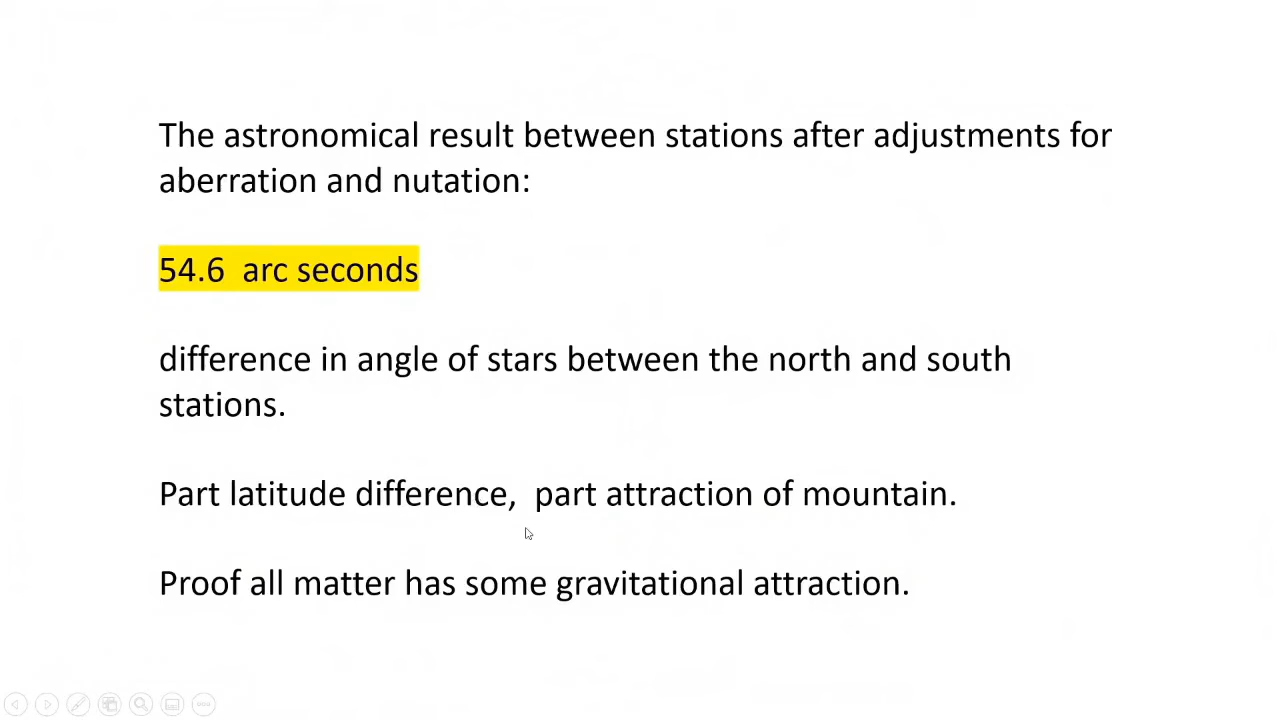 The astronomical result between stations after adjustments for
aberration and nutation:
54.6  arc seconds
difference in angle of stars between the north and south
stations.
Part latitude difference,  part attraction of mountain.
Proof all matter has some gravitational attraction.